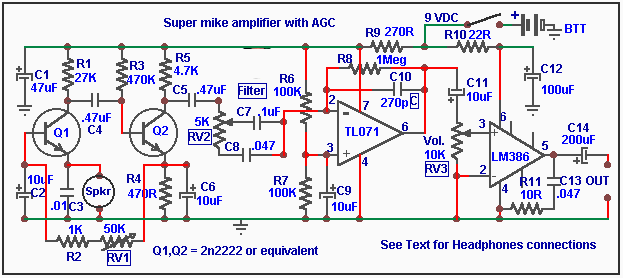 Super mike amplifier with AGC
9 VDC
R9 270R
R10 22R
+
BTT
R1
27K
R3
470K
R5
4.7K
R8
1Meg
C1
47uF
C5 .47uF
Filter
R6
100K
C10
270p C
C11
10uF
C12
100uF
.47uF
C4
Q1
Q2
5K
RV2
C7 .1uF
C8 .047
2
7
-
TL071
6
+
3
4
Vol.
10K
RV3
3
6
+
LM386
5
-
2
4
C14
200uF
10uF
C2
.01
C3
Spkr
R4
470R
C6
10uF
R7
100K
C9
10uF
R11
10R
C13
.047
OUT
1K
R2
50K
RV1
Q1,Q2 = 2n2222 or equivalent
See Text for Headphones connections